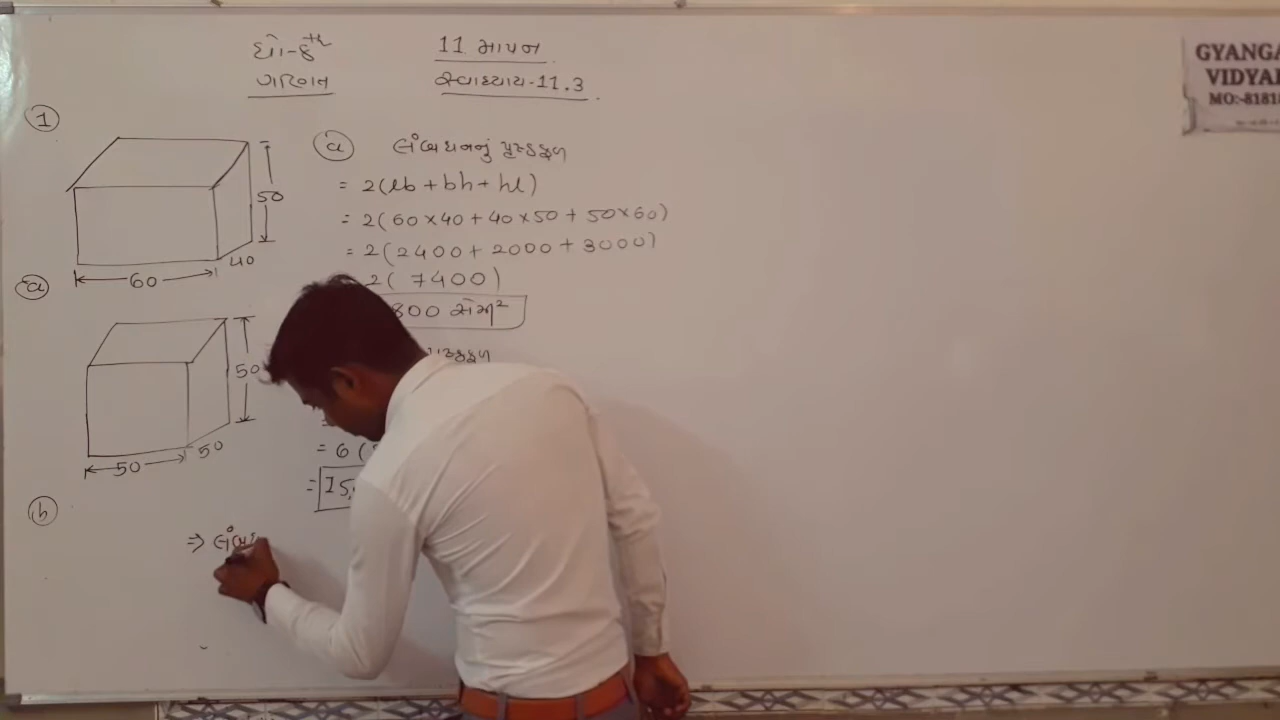 ધો-8th
ગણિત
11 માપન
સ્વાધ્યાય-11.3
1
50
40
60
a
લંબઘનનું પૃષ્ઠફળ
= 2(lb + bh + hl)
= 2(60×40 + 40×50 + 50×60)
= 2(2400 + 2000 + 3000)
2( 7400)
800 સેમી²
a
50
50
50
= 6(
= 15,
b
⇒ લંબ
GYANGA
VIDYAL
MO:-8181